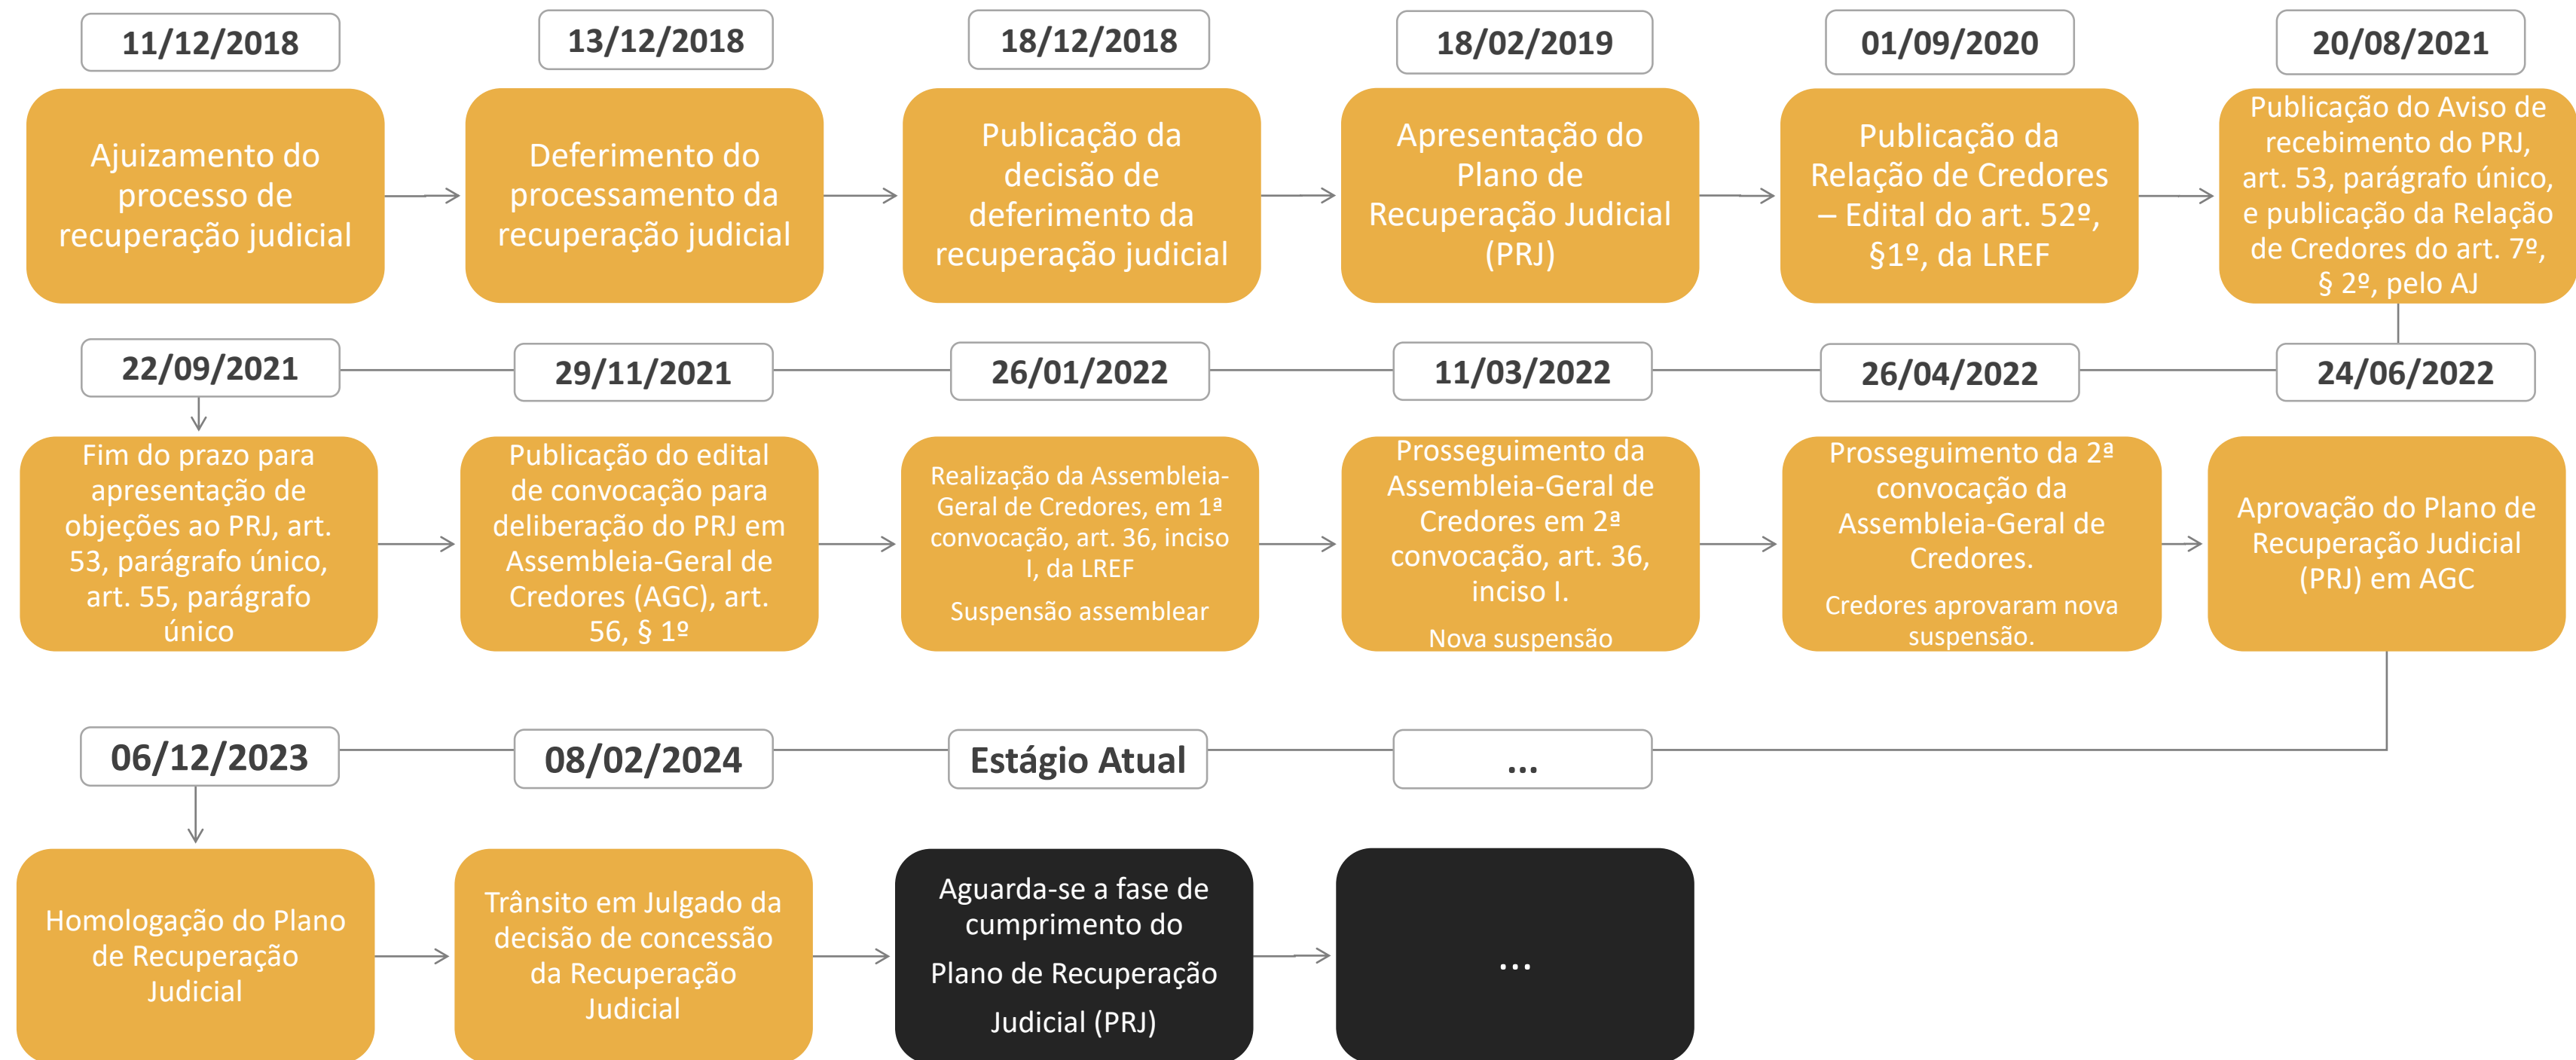 11/12/2018
Ajuizamento do
processo de
recuperação judicial
13/12/2018
Deferimento do
processamento da
recuperação judicial
18/12/2018
Publicação da
decisão de
deferimento da
recuperação judicial
18/02/2019
Apresentação do
Plano de
Recuperação Judicial
(PRJ)
01/09/2020
Publicação da
Relação de Credores
– Edital do art. 52º,
§1º, da LREF
20/08/2021
Publicação do Aviso de
recebimento do PRJ,
art. 53, parágrafo único,
e publicação da Relação
de Credores do art. 7º,
§ 2º, pelo AJ
22/09/2021
Fim do prazo para
apresentação de
objeções ao PRJ, art.
53, parágrafo único,
art. 55, parágrafo
único
29/11/2021
Publicação do edital
de convocação para
deliberação do PRJ em
Assembleia-Geral de
Credores (AGC), art.
56, § 1º
26/01/2022
Realização da Assembleia-
Geral de Credores, em 1ª
convocação, art. 36, inciso
I, da LREF
Suspensão assemblear
11/03/2022
Prosseguimento da
Assembleia-Geral de
Credores em 2ª
convocação, art. 36,
inciso I.
Nova suspensão
26/04/2022
Prosseguimento da 2ª
convocação da
Assembleia-Geral de
Credores.
Credores aprovaram nova
suspensão.
24/06/2022
Aprovação do Plano de
Recuperação Judicial
(PRJ) em AGC
06/12/2023
Homologação do Plano
de Recuperação
Judicial
08/02/2024
Trânsito em Julgado da
decisão de concessão
da Recuperação
Judicial
Estágio Atual
Aguarda-se a fase de
cumprimento do
Plano de Recuperação
Judicial (PRJ)
...
...